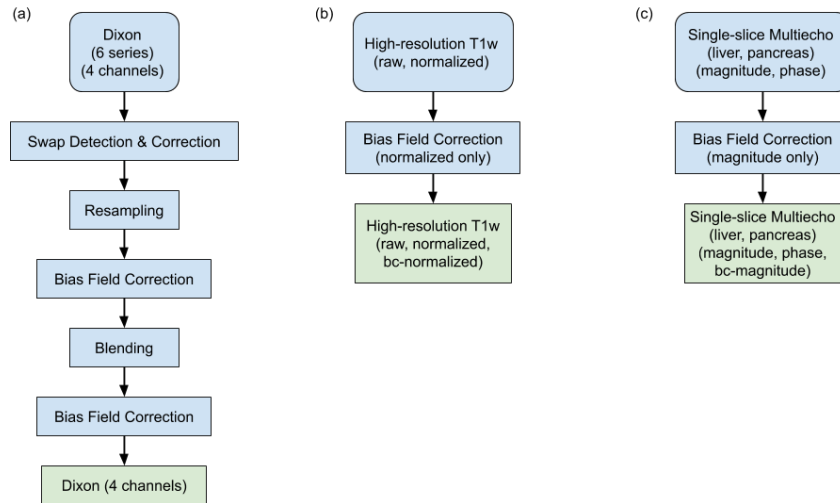 (a)
Dixon
(6 series)
(4 channels)
Swap Detection & Correction
Resampling
Bias Field Correction
Blending
Bias Field Correction
Dixon (4 channels)
(b)
High-resolution T1w
(raw, normalized)
Bias Field Correction
(normalized only)
High-resolution T1w
(raw, normalized,
bc-normalized)
(c)
Single-slice Multiecho
(liver, pancreas)
(magnitude, phase)
Bias Field Correction
(magnitude only)
Single-slice Multiecho
(liver, pancreas)
(magnitude, phase,
bc-magnitude)